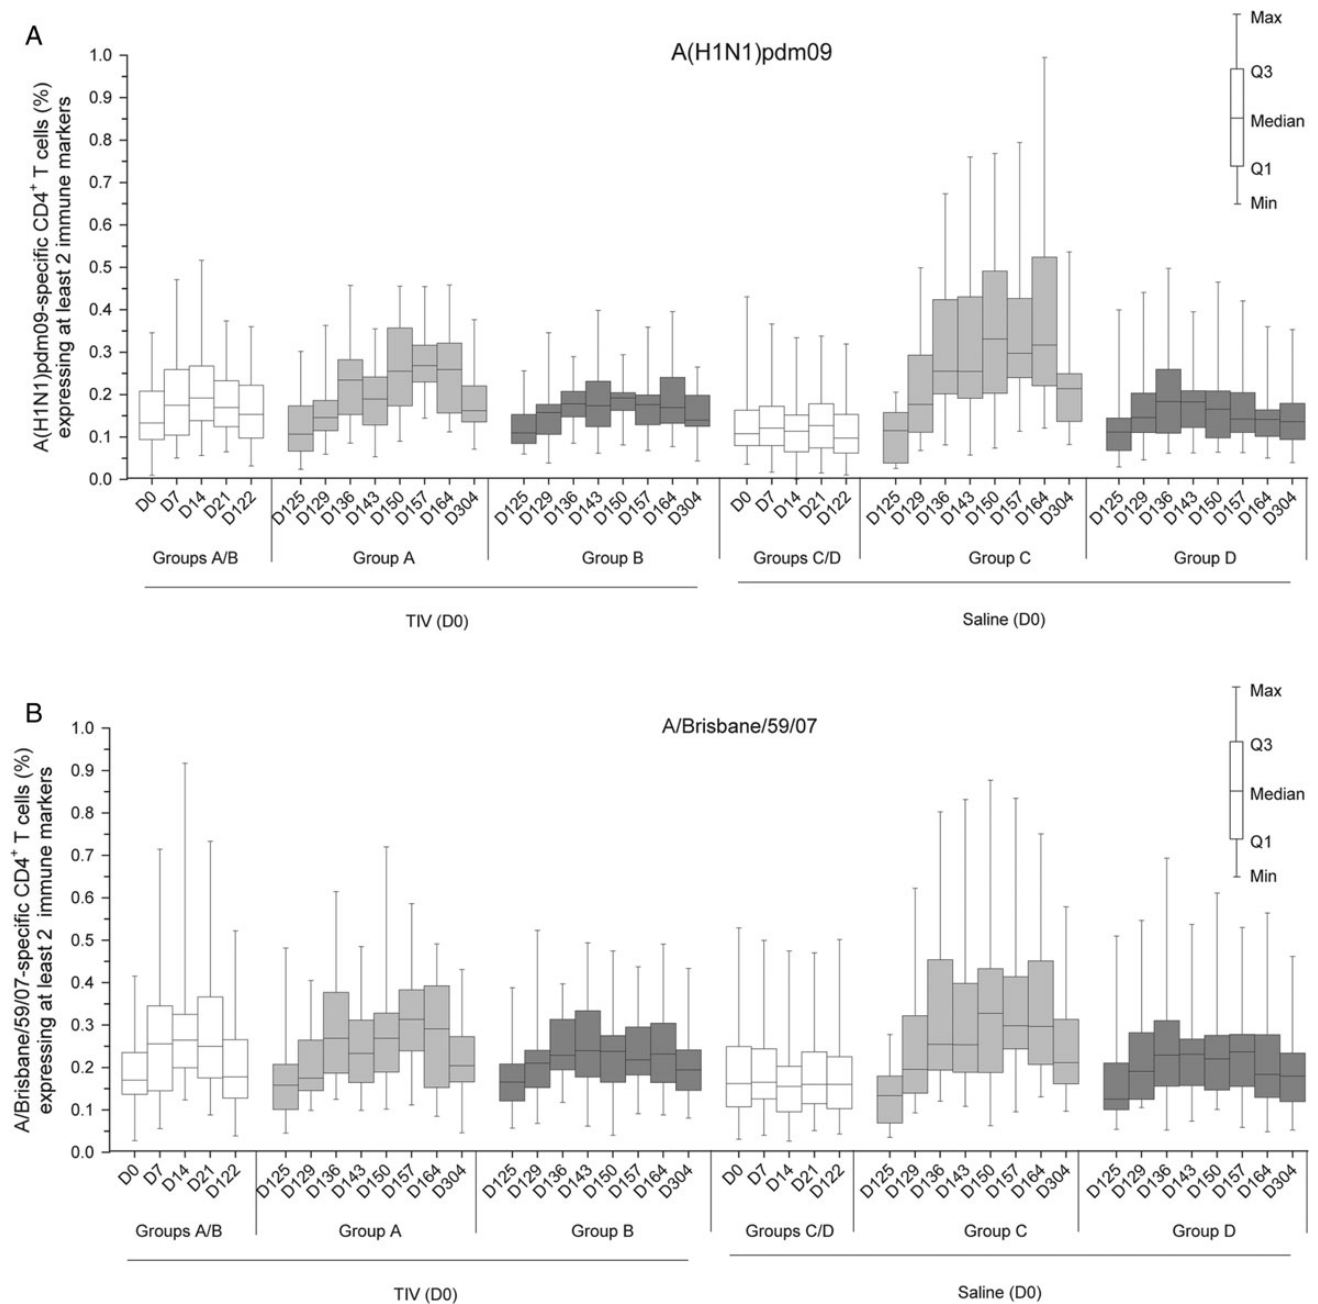 A
A(H1N1)pdm09
Max
Q3
Median
Q1
Min
A(H1N1)pdm09-specific CD4+ T cells (%)
expressing at least 2 immune markers
1.0
0.9
0.8
0.7
0.6
0.5
0.4
0.3
0.2
0.1
0.0
D0 D7 D14 D21 D122 D125 D129 D136 D143 D150 D157 D164 D304 D125 D129 D136 D143 D150 D157 D164 D304 D0 D7 D14 D21 D122 D125 D129 D136 D143 D150 D157 D164 D304 D125 D129 D136 D143 D150 D157 D164 D304
Groups A/B Group A Group B Groups C/D Group C Group D
TIV (D0) Saline (D0)
B
A/Brisbane/59/07
Max
Q3
Median
Q1
Min
A/Brisbane/59/07-specific CD4+ T cells (%)
expressing at least 2 immune markers
1.0
0.9
0.8
0.7
0.6
0.5
0.4
0.3
0.2
0.1
0.0
D0 D7 D14 D21 D122 D125 D129 D136 D143 D150 D157 D164 D304 D125 D129 D136 D143 D150 D157 D164 D304 D0 D7 D14 D21 D122 D125 D129 D136 D143 D150 D157 D164 D304 D125 D129 D136 D143 D150 D157 D164 D304
Groups A/B Group A Group B Groups C/D Group C Group D
TIV (D0) Saline (D0)